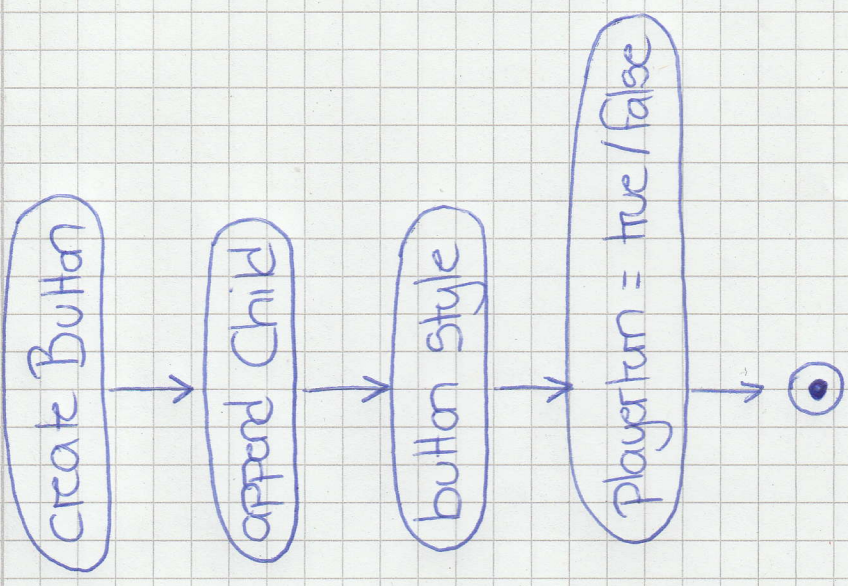 create Button
append Child
button style
playerturn = true/false